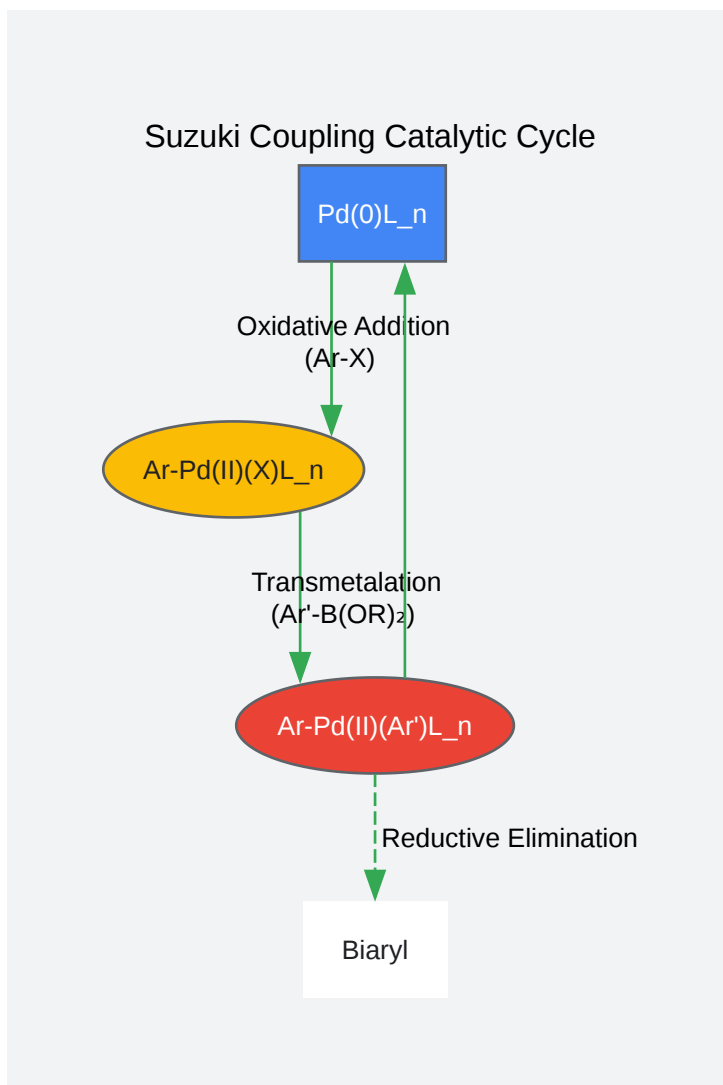 Suzuki Coupling Catalytic Cycle
Pd(0)L_n
Oxidative Addition
(Ar-X)
Ar-Pd(II)(X)L_n
Transmetalation
(Ar'-B(OR)₂)
Ar-Pd(II)(Ar')L_n
Reductive Elimination
Biaryl